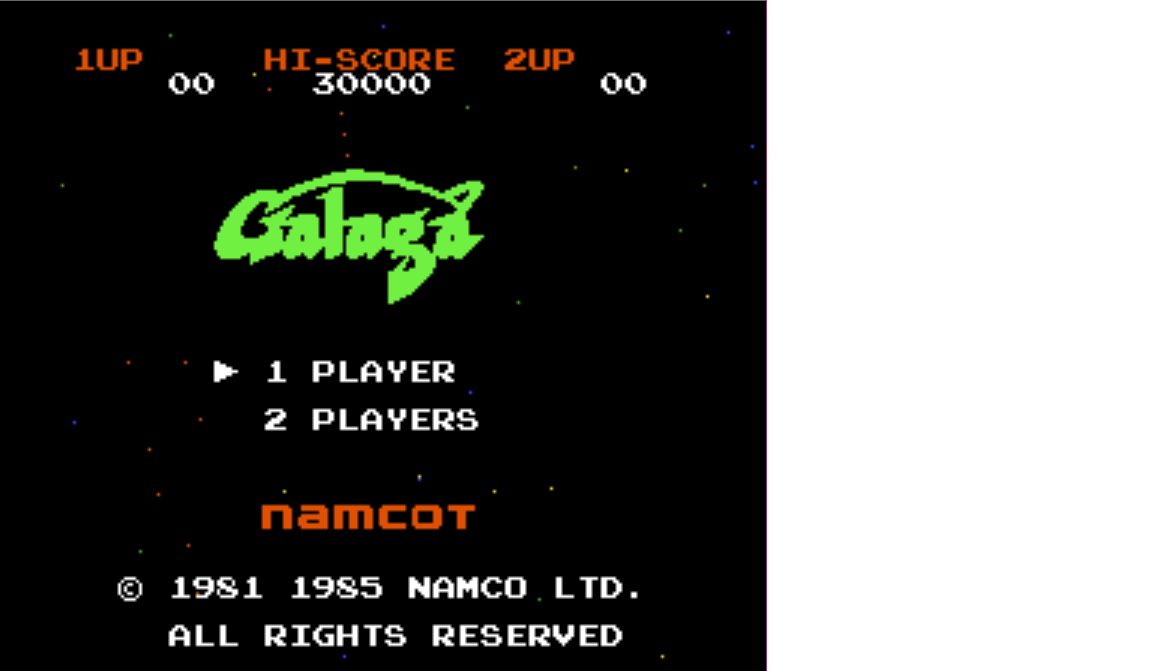 1UP HI-SCORE 2UP
00 30000 00
Galaga
► 1 PLAYER
2 PLAYERS
namcot
© 1981 1985 NAMCO LTD.
ALL RIGHTS RESERVED